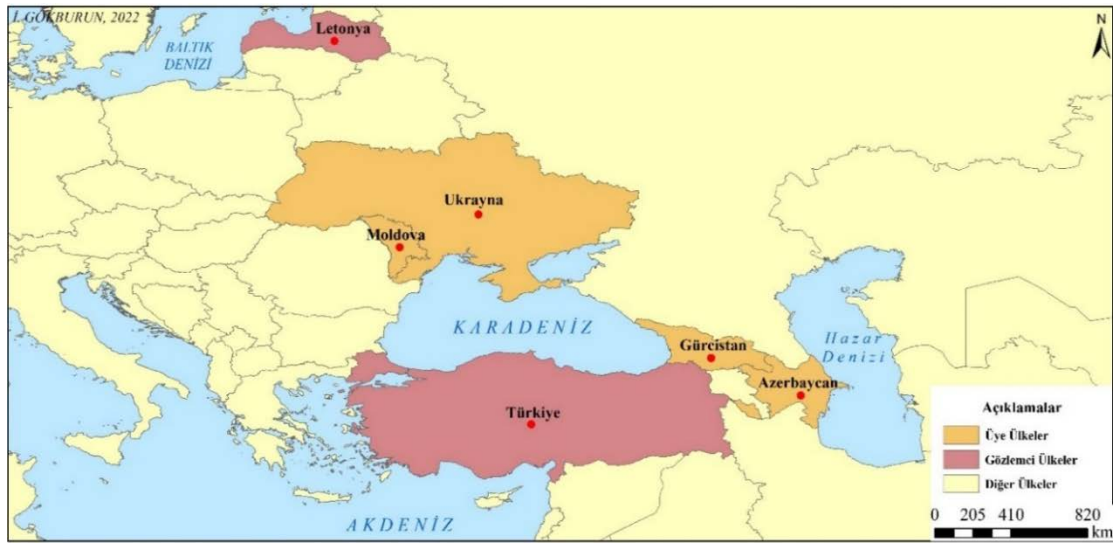 İ. GÖKBURUN, 2022
Letonya
N
BALTIK
DENİZİ
Ukrayna
Moldova
KARADENİZ
Gürcistan
Hazar
Denizi
Azerbaycan
Türkiye
AKDENİZ
Açıklamalar
Üye Ülkeler
Gözlemci Ülkeler
Diğer Ülkeler
0 205 410 820
km